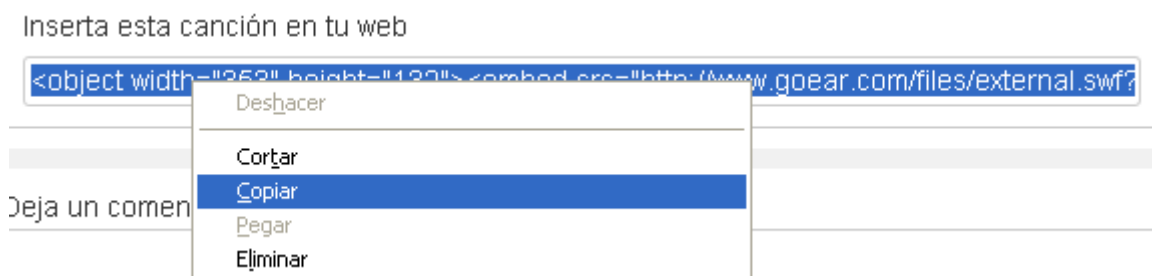 Inserta esta canción en tu web
<object width="353" height="132"><embed src="http://www.goear.com/files/external.swf?
Deshacer
Cortar
Copiar
Deja un comen
Pegar
Eliminar